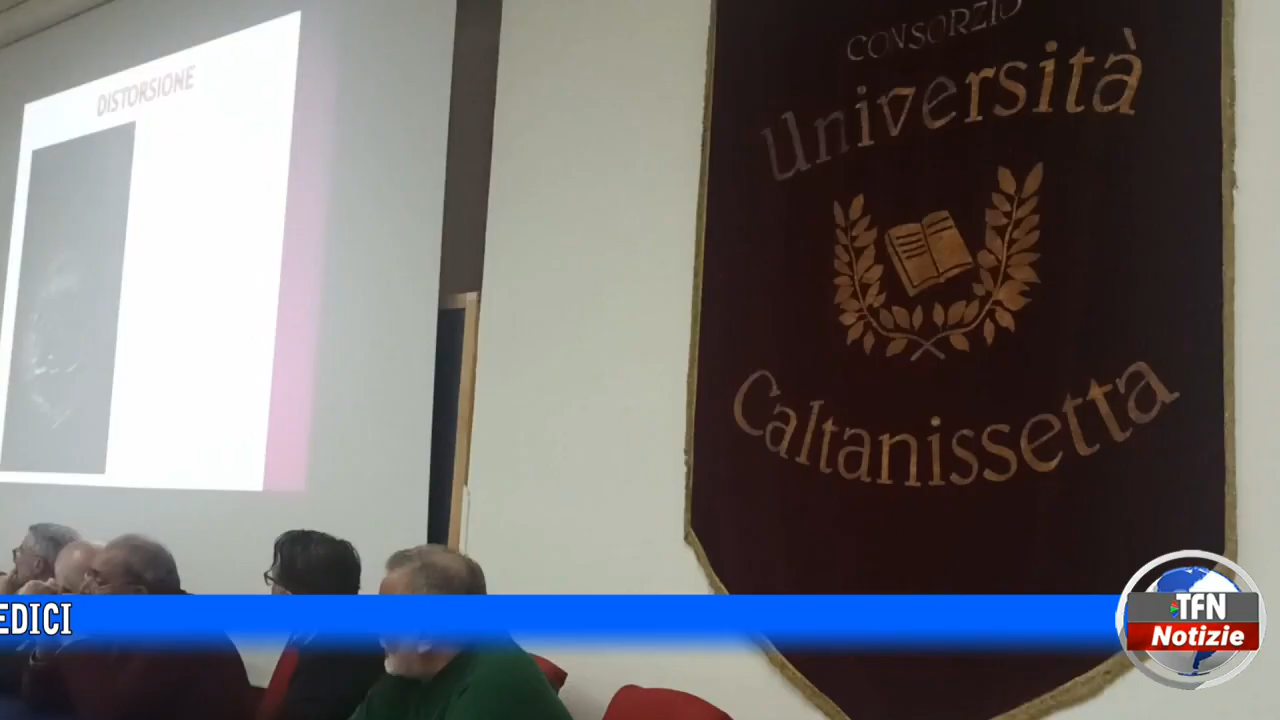 DISTORSIONE
CONSORZIO
Università
Caltanissetta
EDICI
TFN
Notizie